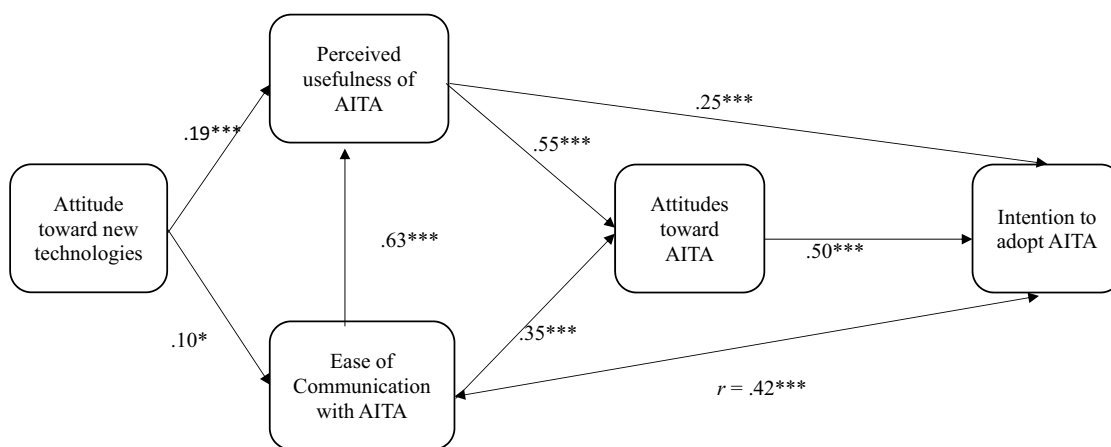 Perceived
usefulness of
AITA
.25***
.19***
.55***
Attitude
toward new
technologies
.63***
Attitudes
toward
AITA
.50***
Intention to
adopt AITA
.10*
Ease of
Communication
with AITA
.35***
r = .42***